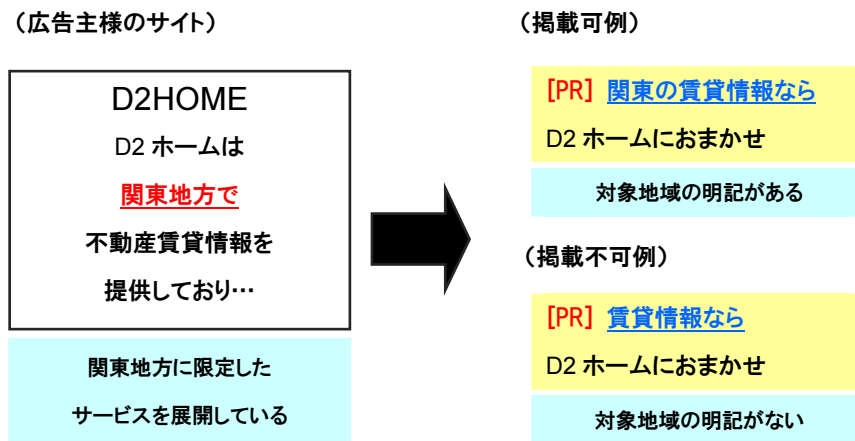 （広告主様のサイト）
D2HOME
D2 ホームは
関東地方で
不動産賃貸情報を
提供しており…
関東地方に限定した
サービスを展開している
（掲載可例）
[PR] 関東の賃貸情報なら
D2 ホームにおまかせ
対象地域の明記がある
（掲載不可例）
[PR] 賃貸情報なら
D2 ホームにおまかせ
対象地域の明記がない